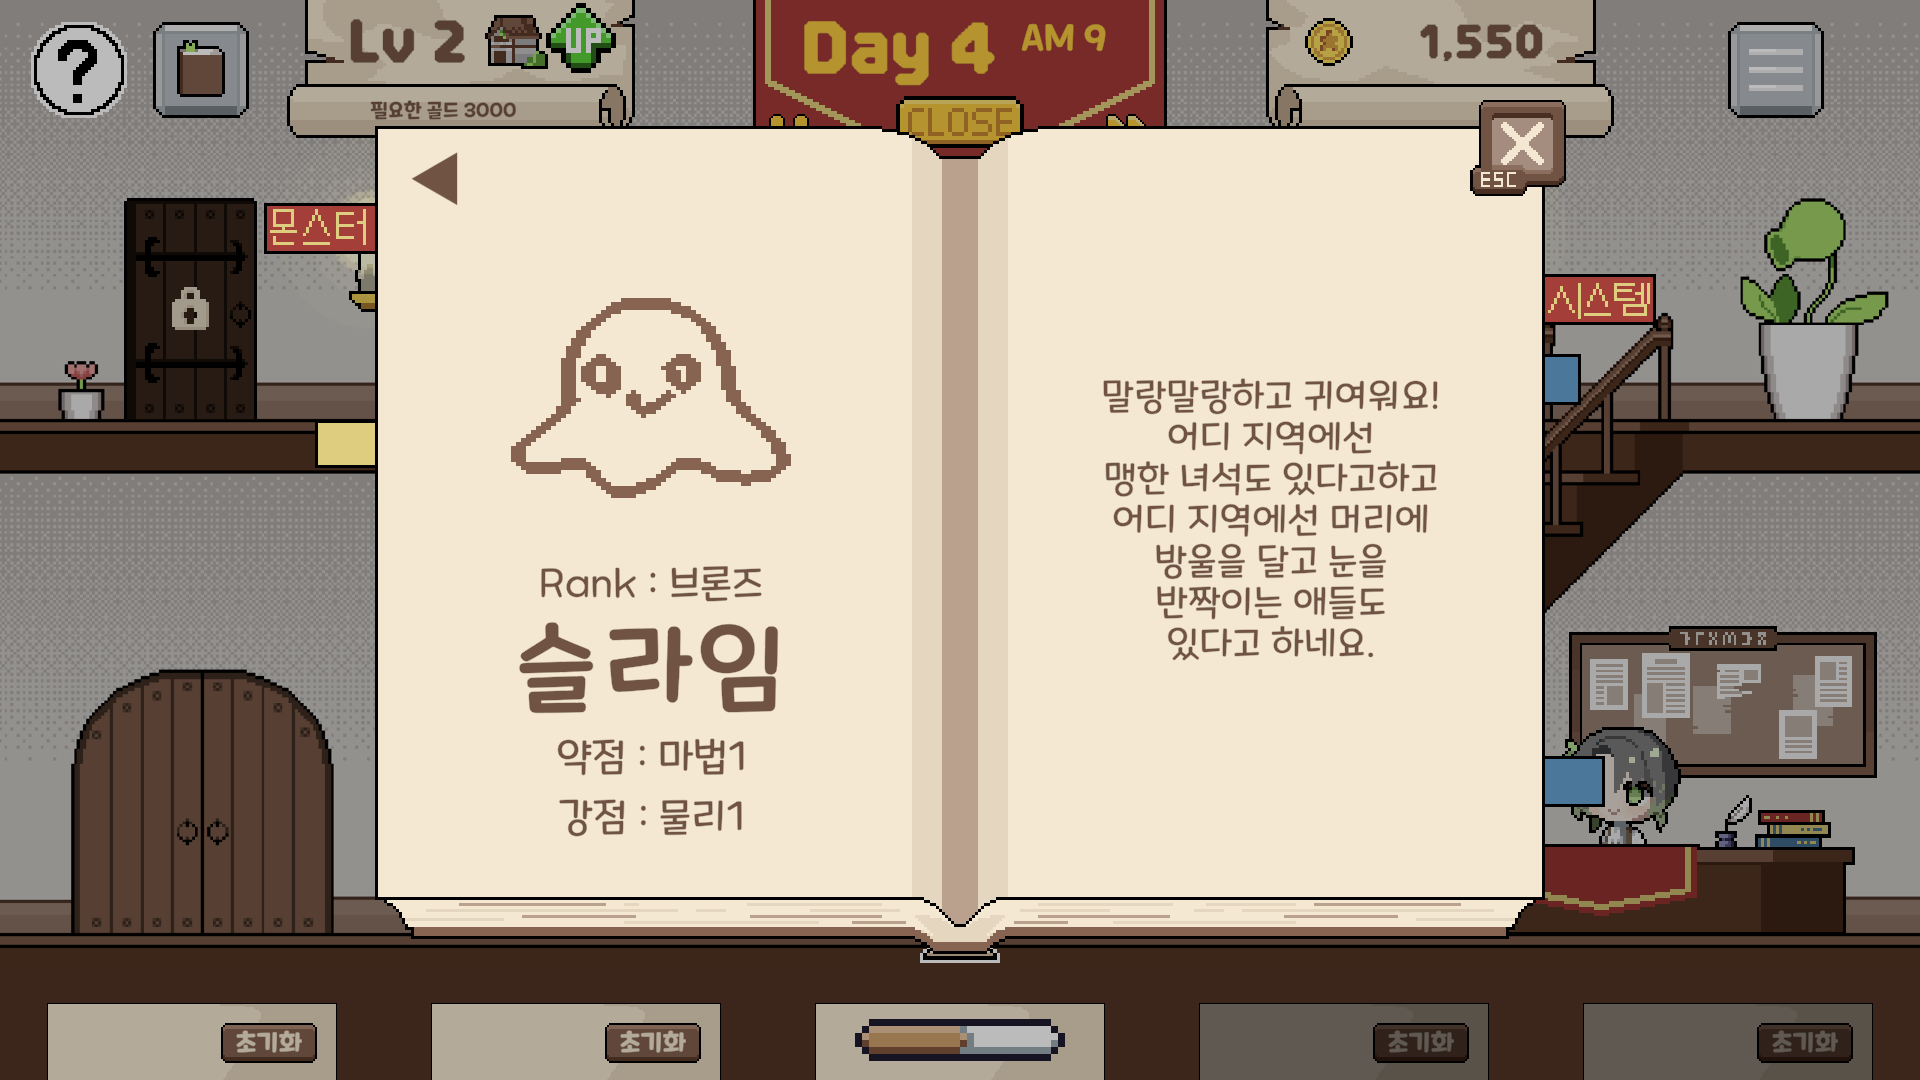 ?
Lv 2
UP
필요한 골드 3000
Day 4
AM 9
CLOSE
1,550
ESC
몬스터
시스템
말랑말랑하고 귀여워요!
어디 지역에선
맹한 녀석도 있다고하고
어디 지역에선 머리에
방울을 달고 눈을
반짝이는 애들도
있다고 하네요.
Rank : 브론즈
슬라임
약점 : 마법1
강점 : 물리1
초기화
초기화
초기화
초기화